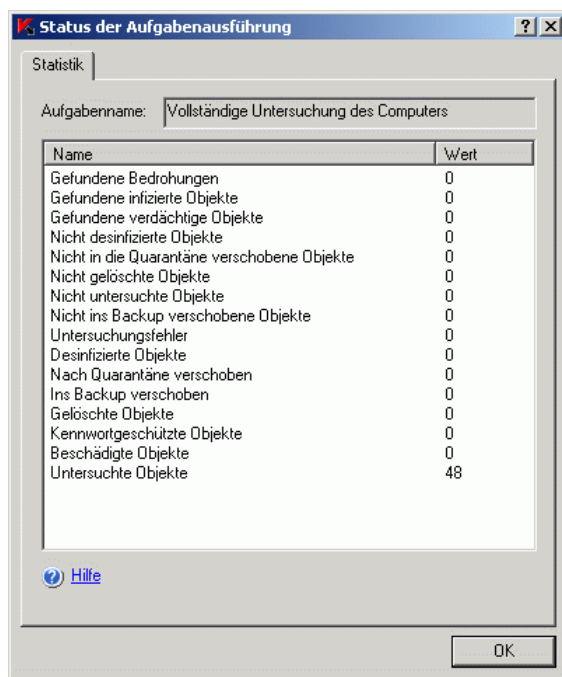 Status der Aufgabenausführung
Statistik
Aufgabenname: Vollständige Untersuchung des Computers
Name Wert
Gefundene Bedrohungen 0
Gefundene infizierte Objekte 0
Gefundene verdächtige Objekte 0
Nicht desinfizierte Objekte 0
Nicht in die Quarantäne verschobene Objekte 0
Nicht gelöschte Objekte 0
Nicht untersuchte Objekte 0
Nicht ins Backup verschobene Objekte 0
Untersuchungsfehler 0
Desinfizierte Objekte 0
Nach Quarantäne verschoben 0
Ins Backup verschoben 0
Gelöschte Objekte 0
Kennwortgeschützte Objekte 0
Beschädigte Objekte 0
Untersuchte Objekte 48
Hilfe
OK